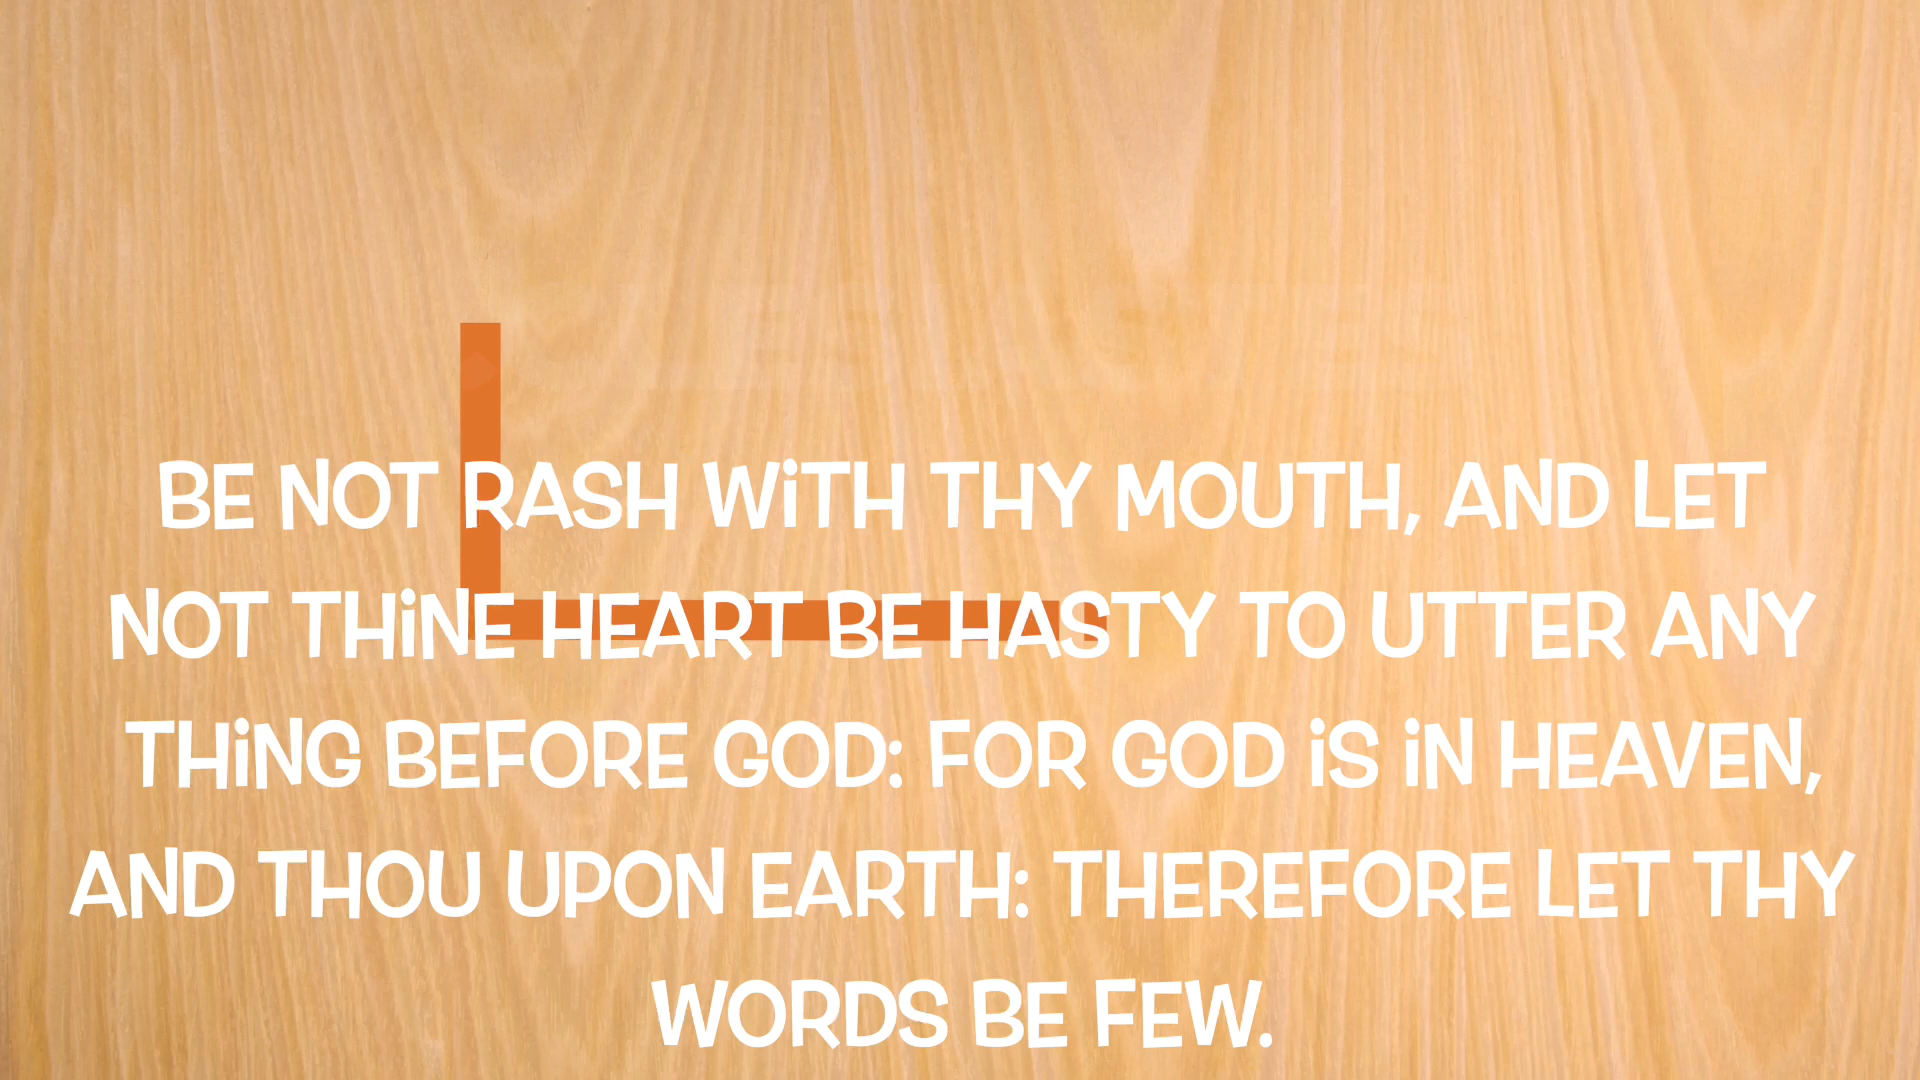 BE NOT RASH WiTH THY MOUTH, AND LET
NOT THiNE HEART BE HASTY TO UTTER ANY
THiNG BEFORE GOD: FOR GOD iS iN HEAVEN,
AND THOU UPON EARTH: THEREFORE LET THY
WORDS BE FEW.